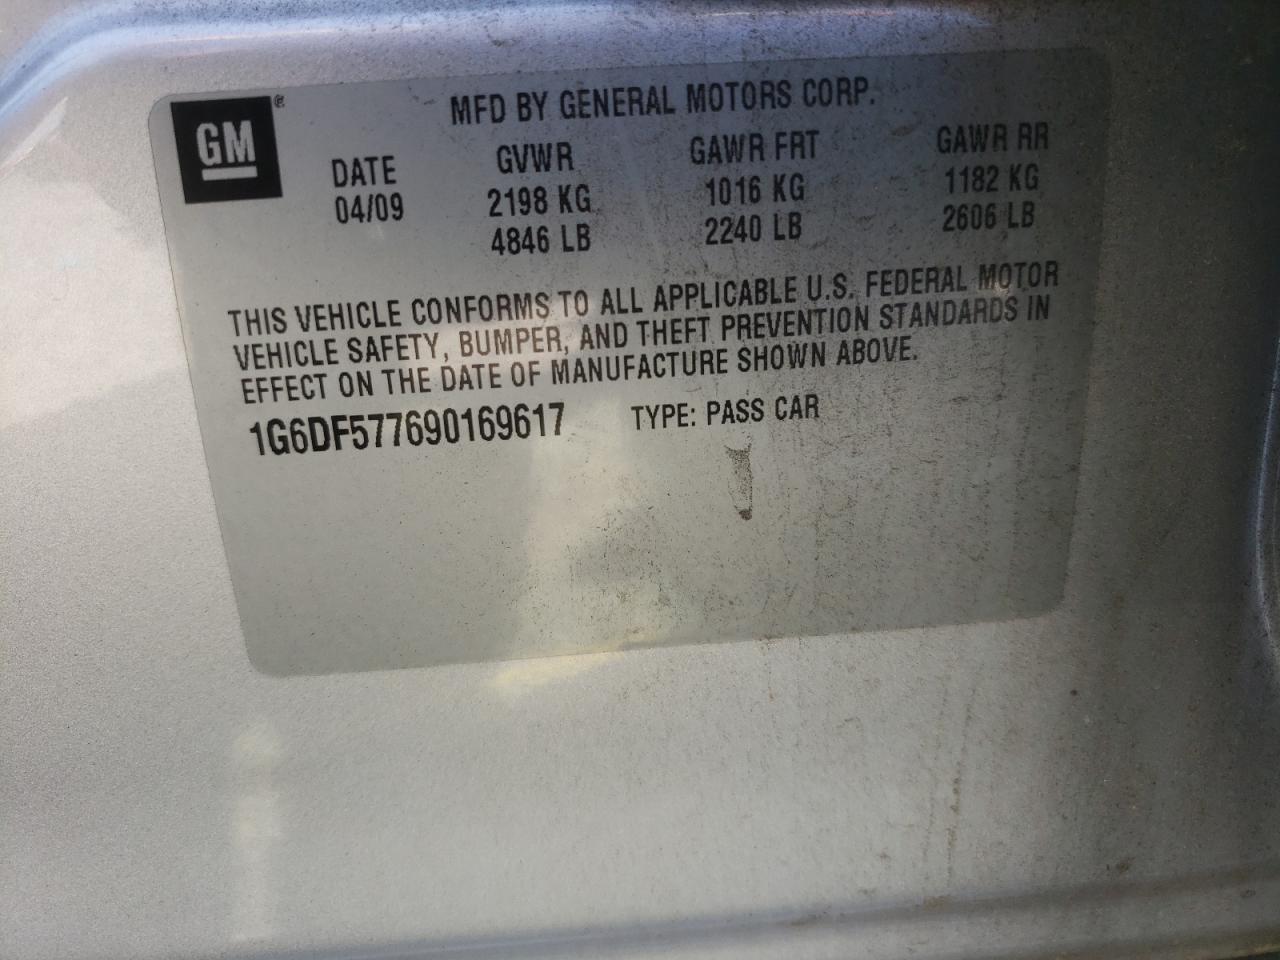 GM ®
MFD BY GENERAL MOTORS CORP.
DATE GVWR GAWR FRT GAWR RR
04/09 2198 KG 1016 KG 1182 KG
4846 LB 2240 LB 2606 LB
THIS VEHICLE CONFORMS TO ALL APPLICABLE U.S. FEDERAL MOTOR
VEHICLE SAFETY, BUMPER, AND THEFT PREVENTION STANDARDS IN
EFFECT ON THE DATE OF MANUFACTURE SHOWN ABOVE.
1G6DF577690169617 TYPE: PASS CAR